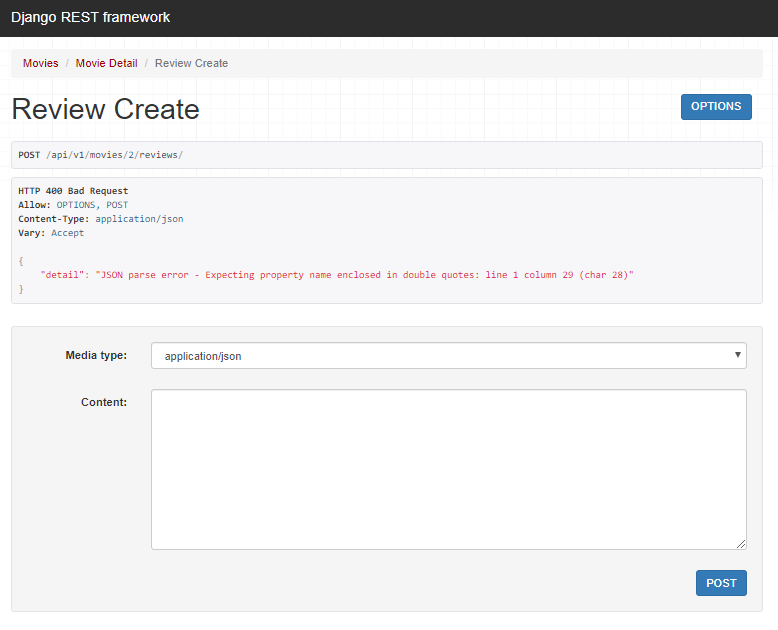 Django REST framework
Movies / Movie Detail / Review Create
Review Create
OPTIONS
POST /api/v1/movies/2/reviews/
HTTP 400 Bad Request
Allow: OPTIONS, POST
Content-Type: application/json
Vary: Accept
{
    "detail": "JSON parse error - Expecting property name enclosed in double quotes: line 1 column 29 (char 28)"
}
Media type: application/json
Content:
POST